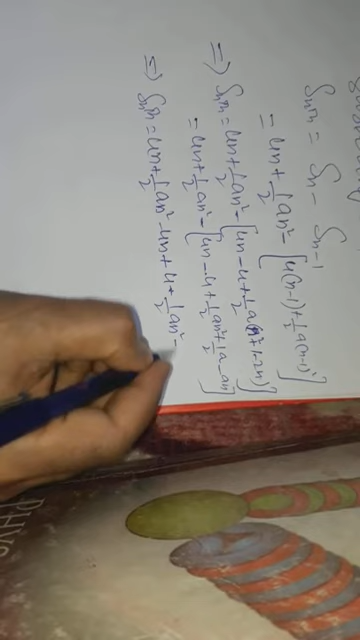 Snth = Sn - Sn-1
= un + 1/2 an² - [u(n-1) + 1/2 a(n-1)²]
=> Snth = un + 1/2 an² - [un - u + 1/2 a(n² + 1 - 2n)]
= un + 1/2 an² - [un - u + 1/2 an² + 1/2 a - an]
=> Snth = un + 1/2 an² - un + u + 1/2 an² -